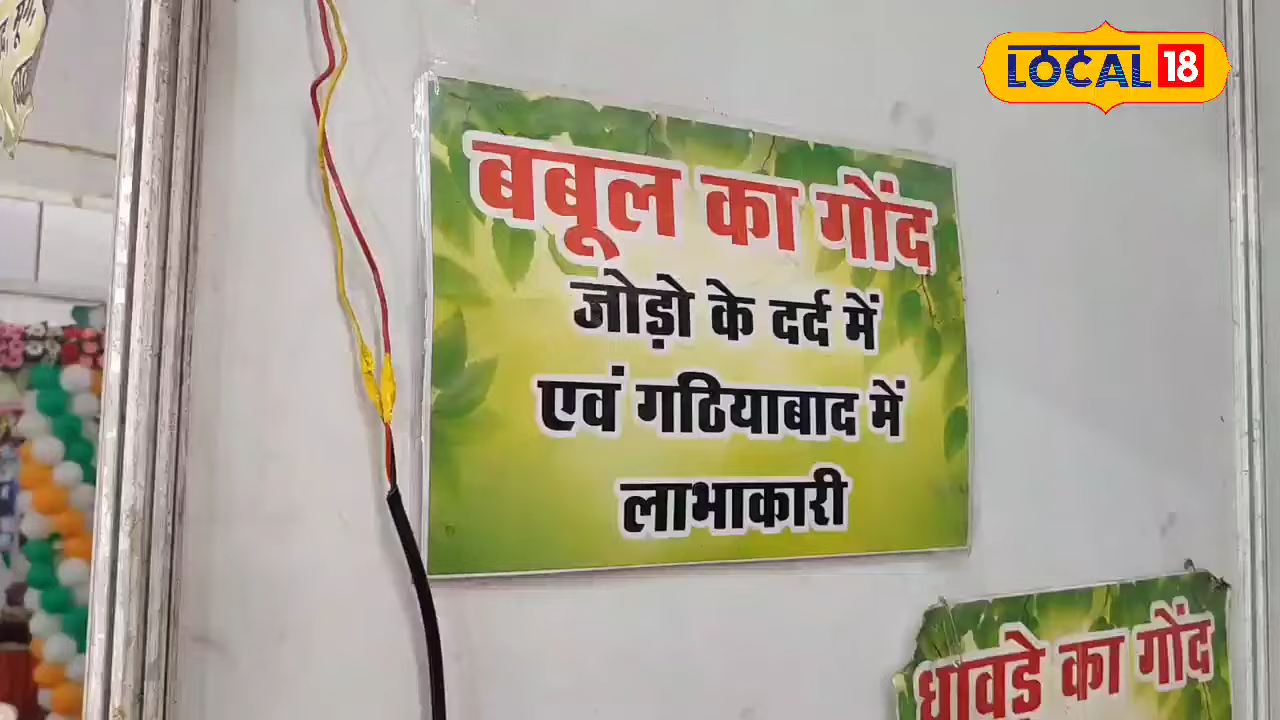 LOCAL 18
बबूल का गोंद
जोड़ो के दर्द में
एवं गठियाबाद में
लाभाकारी
धावडे का गोंद